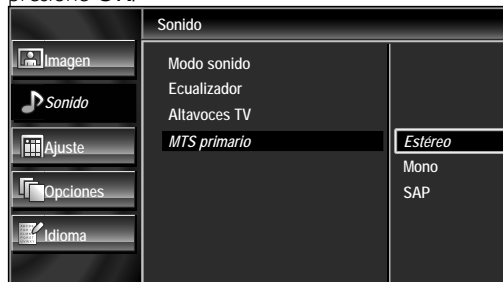 Sonido
Imagen
Sonido
Ajuste
Opciones
Idioma
Modo sonido
Ecualizador
Altavoces TV
MTS primario
Estéreo
Mono
SAP